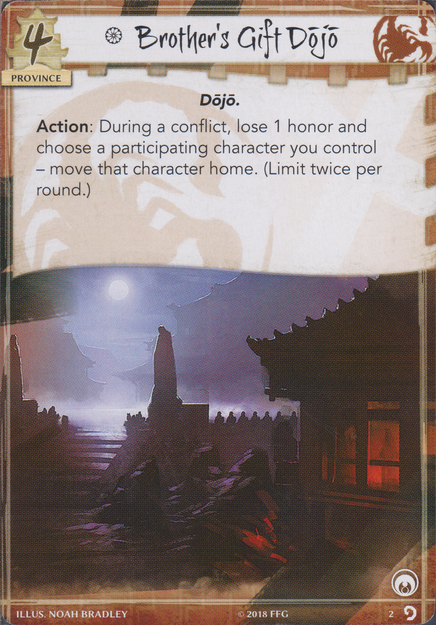 4
Brother's Gift Dōjō
PROVINCE
Dōjō.
Action: During a conflict, lose 1 honor and
choose a participating character you control
– move that character home. (Limit twice per
round.)
ILLUS. NOAH BRADLEY
© 2018 FFG
2